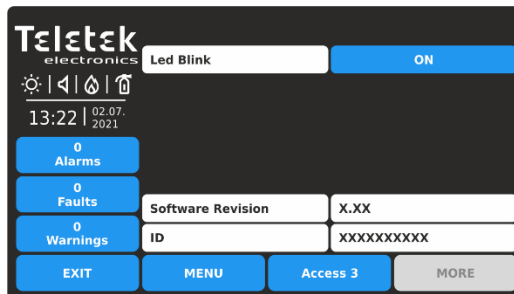 Teletek
electronics
Led Blink ON
13:22 02.07.
2021
0
Alarms
0
Faults
Software Revision X.XX
0
Warnings
ID XXXXXXXXXX
EXIT MENU Access 3 MORE